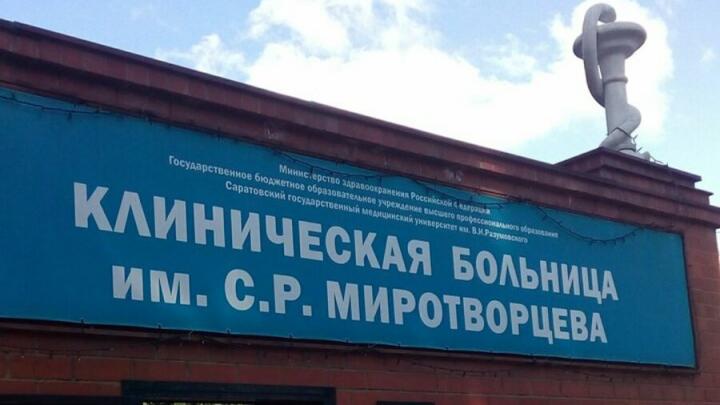 Министерство здравоохранения Российской Федерации
Государственное бюджетное образовательное учреждение высшего профессионального образования
Саратовский государственный медицинский университет им. В.И.Разумовского
КЛИНИЧЕСКАЯ БОЛЬНИЦА
им. С.Р. МИРОТВОРЦЕВА